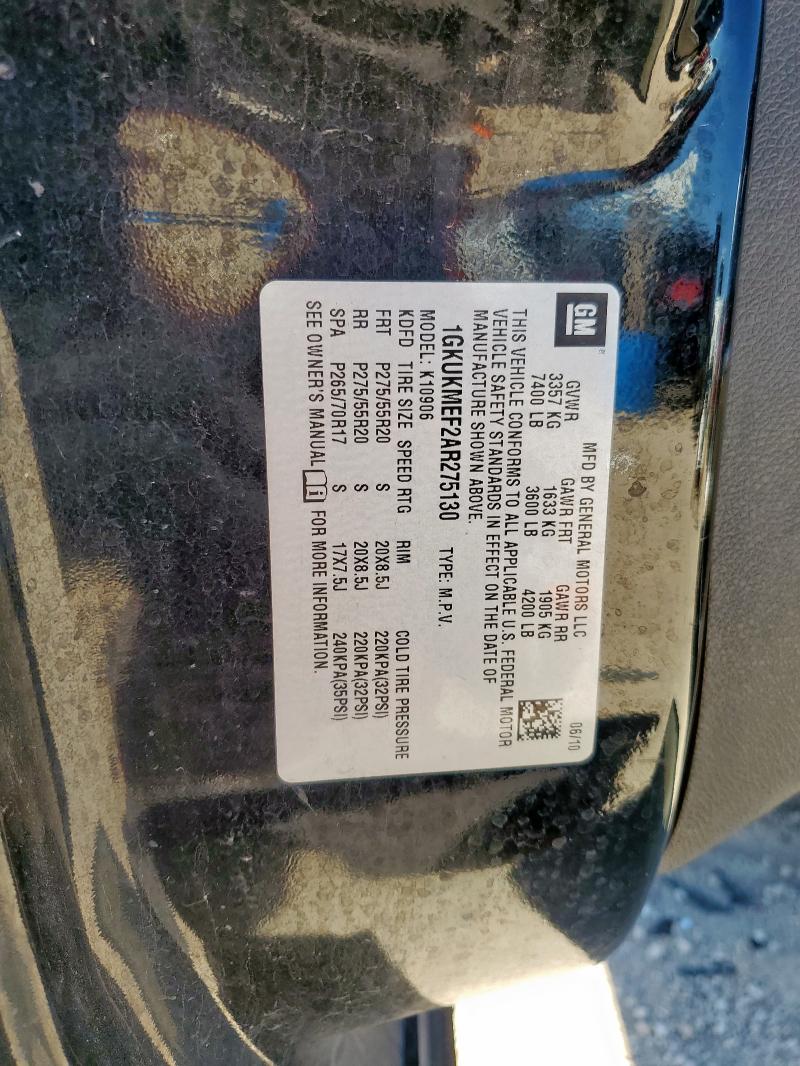 GM ®
MFD BY GENERAL MOTORS LLC 06/10
GVWR GAWR FRT GAWR RR
3357 KG 1633 KG 1905 KG
7400 LB 3600 LB 4200 LB
THIS VEHICLE CONFORMS TO ALL APPLICABLE U.S. FEDERAL MOTOR
VEHICLE SAFETY STANDARDS IN EFFECT ON THE DATE OF
MANUFACTURE SHOWN ABOVE.
1GKUKMEF2AR275130 TYPE: M.P.V.
MODEL: K10906
KDFD TIRE SIZE SPEED RTG RIM COLD TIRE PRESSURE
FRT P275/55R20 S 20X8.5J 220KPA(32PSI)
RR P275/55R20 S 20X8.5J 220KPA(32PSI)
SPA P265/70R17 S 17X7.5J 240KPA(35PSI)
SEE OWNER'S MANUAL i FOR MORE INFORMATION.